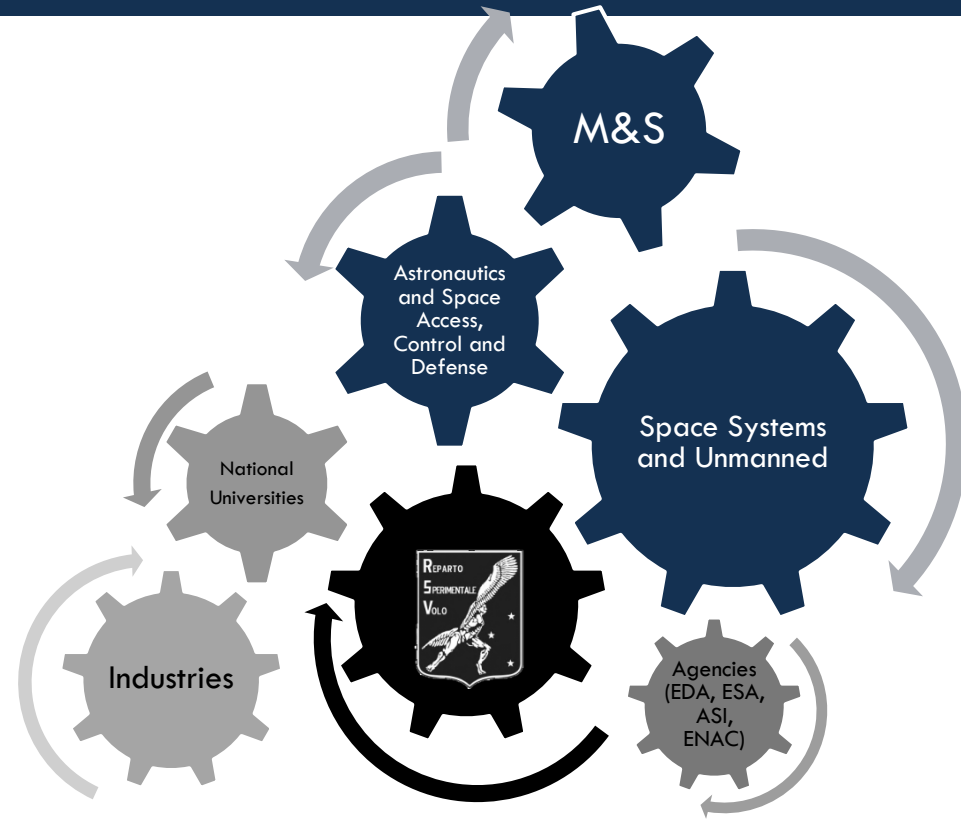 M&S
Astronautics
and Space
Access,
Control and
Defense
Space Systems
and Unmanned
National
Universities
REPARTO
SPERIMENTALE
VOLO
Industries
Agencies
(EDA, ESA,
ASI,
ENAC)